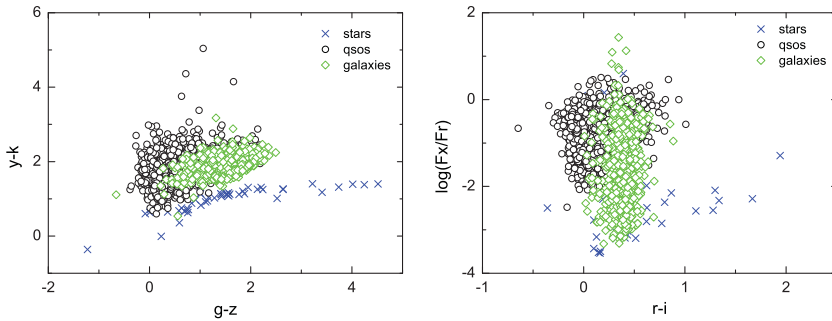 6
4
2
0
y-k
stars
qsos
galaxies
0 2 4
g-z
2
0
-2
-4
log(Fx/Fr)
stars
qsos
galaxies
-1 0 1 2
r-i